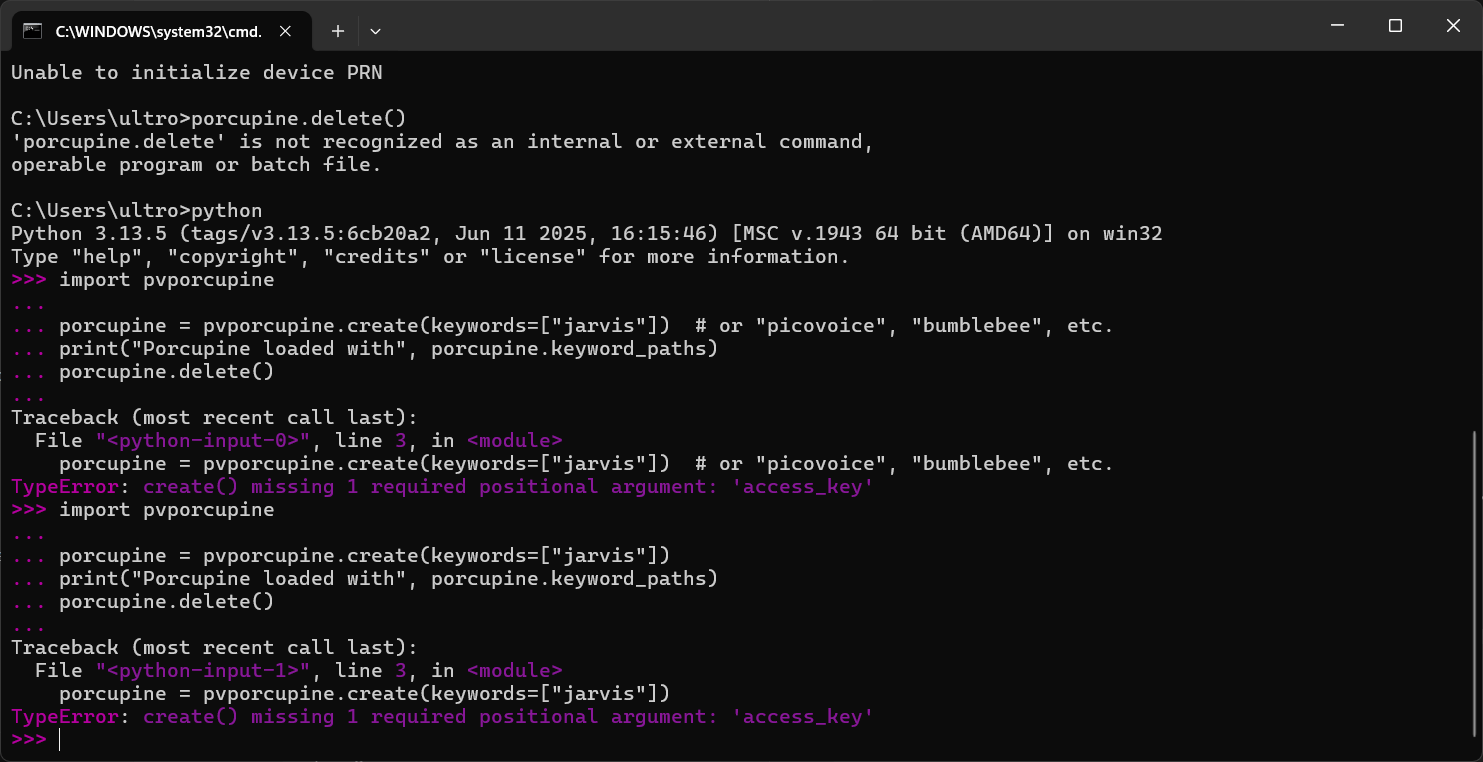 C:\WINDOWS\system32\cmd.
Unable to initialize device PRN
C:\Users\ultro>porcupine.delete()
'porcupine.delete' is not recognized as an internal or external command,
operable program or batch file.
C:\Users\ultro>python
Python 3.13.5 (tags/v3.13.5:6cb20a2, Jun 11 2025, 16:15:46) [MSC v.1943 64 bit (AMD64)] on win32
Type "help", "copyright", "credits" or "license" for more information.
>>> import pvporcupine
...
... porcupine = pvporcupine.create(keywords=["jarvis"])  # or "picovoice", "bumblebee", etc.
... print("Porcupine loaded with", porcupine.keyword_paths)
... porcupine.delete()
...
Traceback (most recent call last):
  File "<python-input-0>", line 3, in <module>
    porcupine = pvporcupine.create(keywords=["jarvis"])  # or "picovoice", "bumblebee", etc.
TypeError: create() missing 1 required positional argument: 'access_key'
>>> import pvporcupine
...
... porcupine = pvporcupine.create(keywords=["jarvis"])
... print("Porcupine loaded with", porcupine.keyword_paths)
... porcupine.delete()
...
Traceback (most recent call last):
  File "<python-input-1>", line 3, in <module>
    porcupine = pvporcupine.create(keywords=["jarvis"])
TypeError: create() missing 1 required positional argument: 'access_key'
>>>